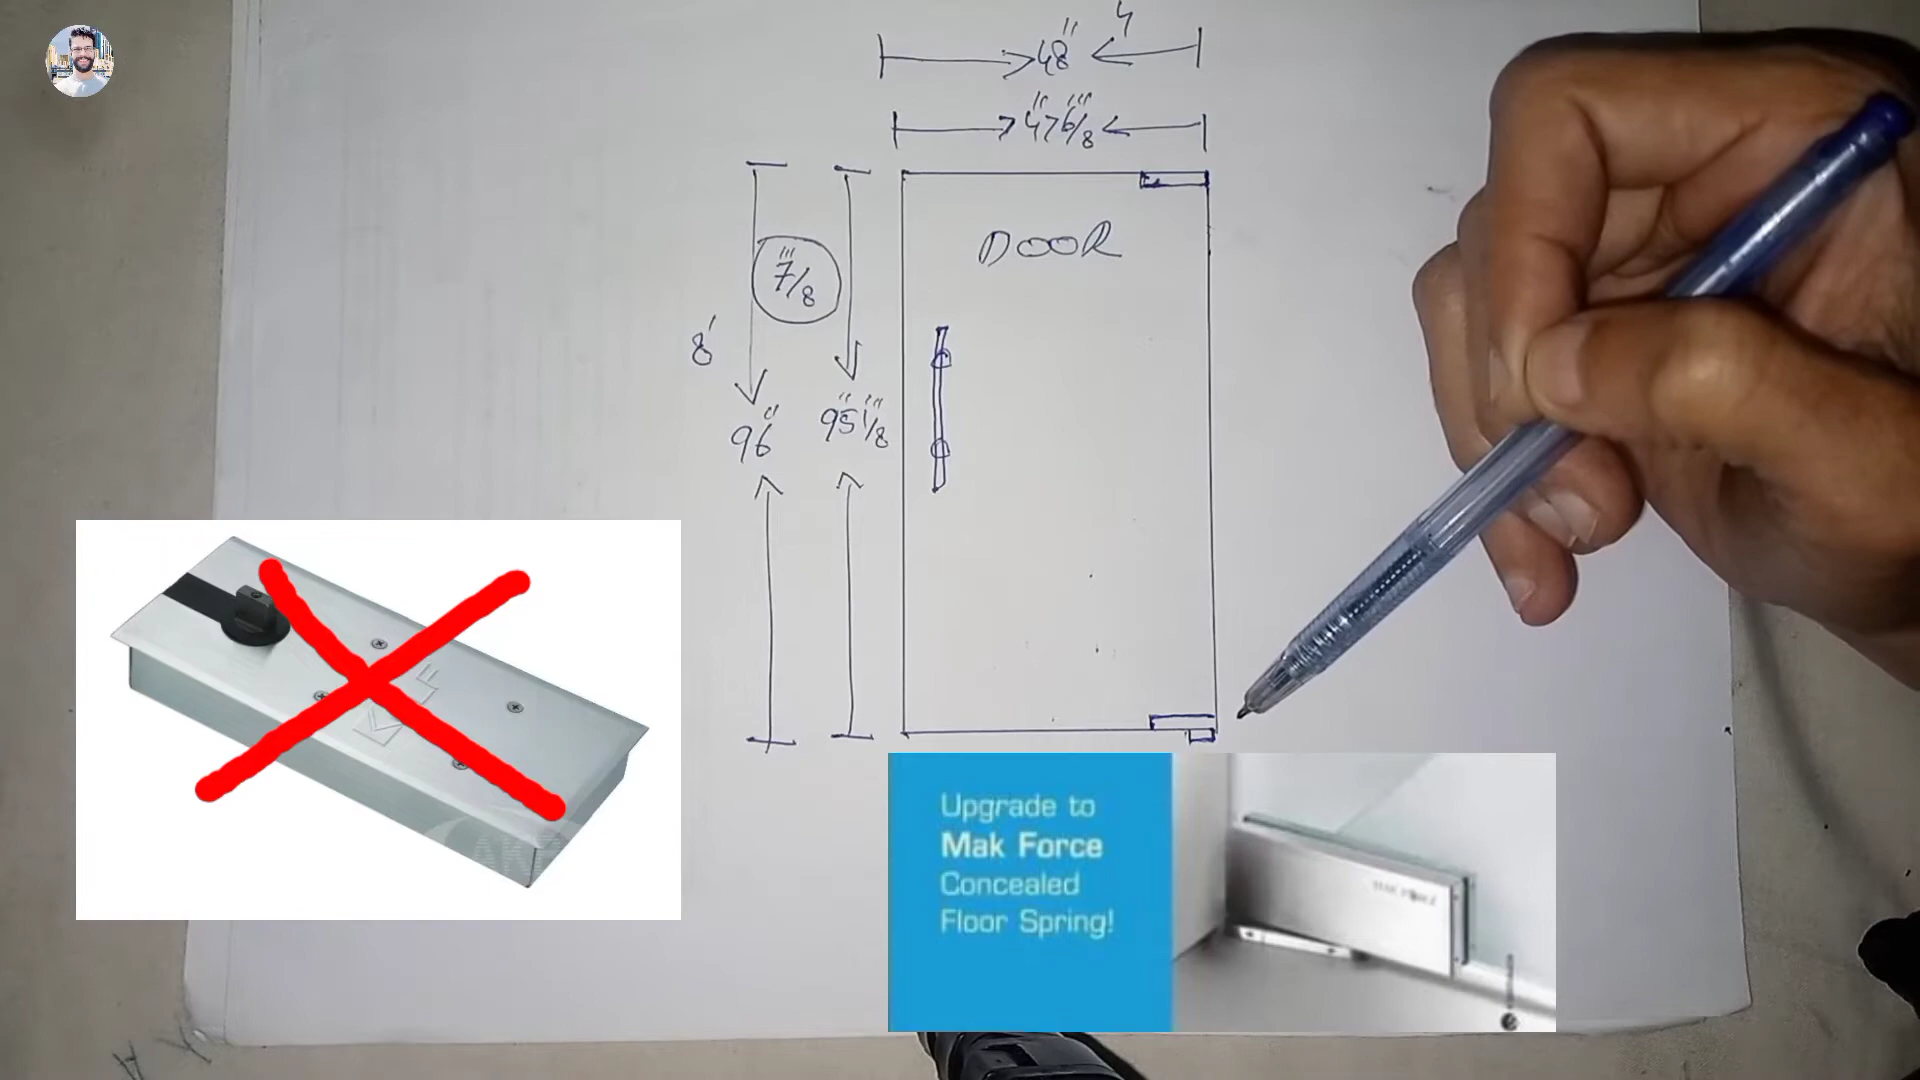 4
48"
47" 6/8"'
DOOR
7/8"'
8'
96"
95" 1/8"'
Upgrade to
Mak Force
Concealed
Floor Spring!